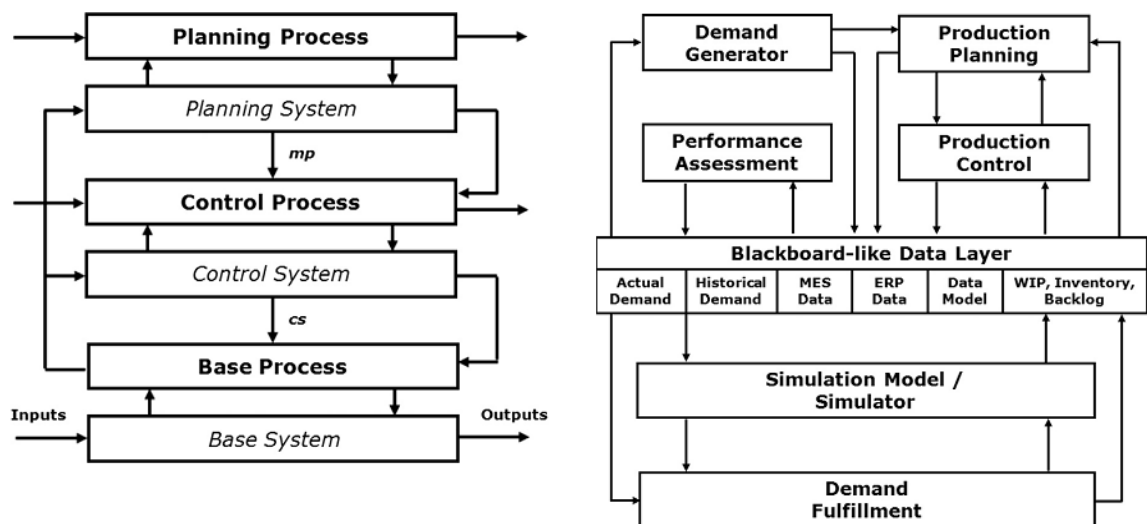 Planning Process
Planning System
mp
Control Process
Control System
cs
Base Process
Inputs
Outputs
Base System
Demand
Generator
Production
Planning
Performance
Assessment
Production
Control
Blackboard-like Data Layer
Actual
Demand
Historical
Demand
MES
Data
ERP
Data
Data
Model
WIP, Inventory,
Backlog
Simulation Model /
Simulator
Demand
Fulfillment